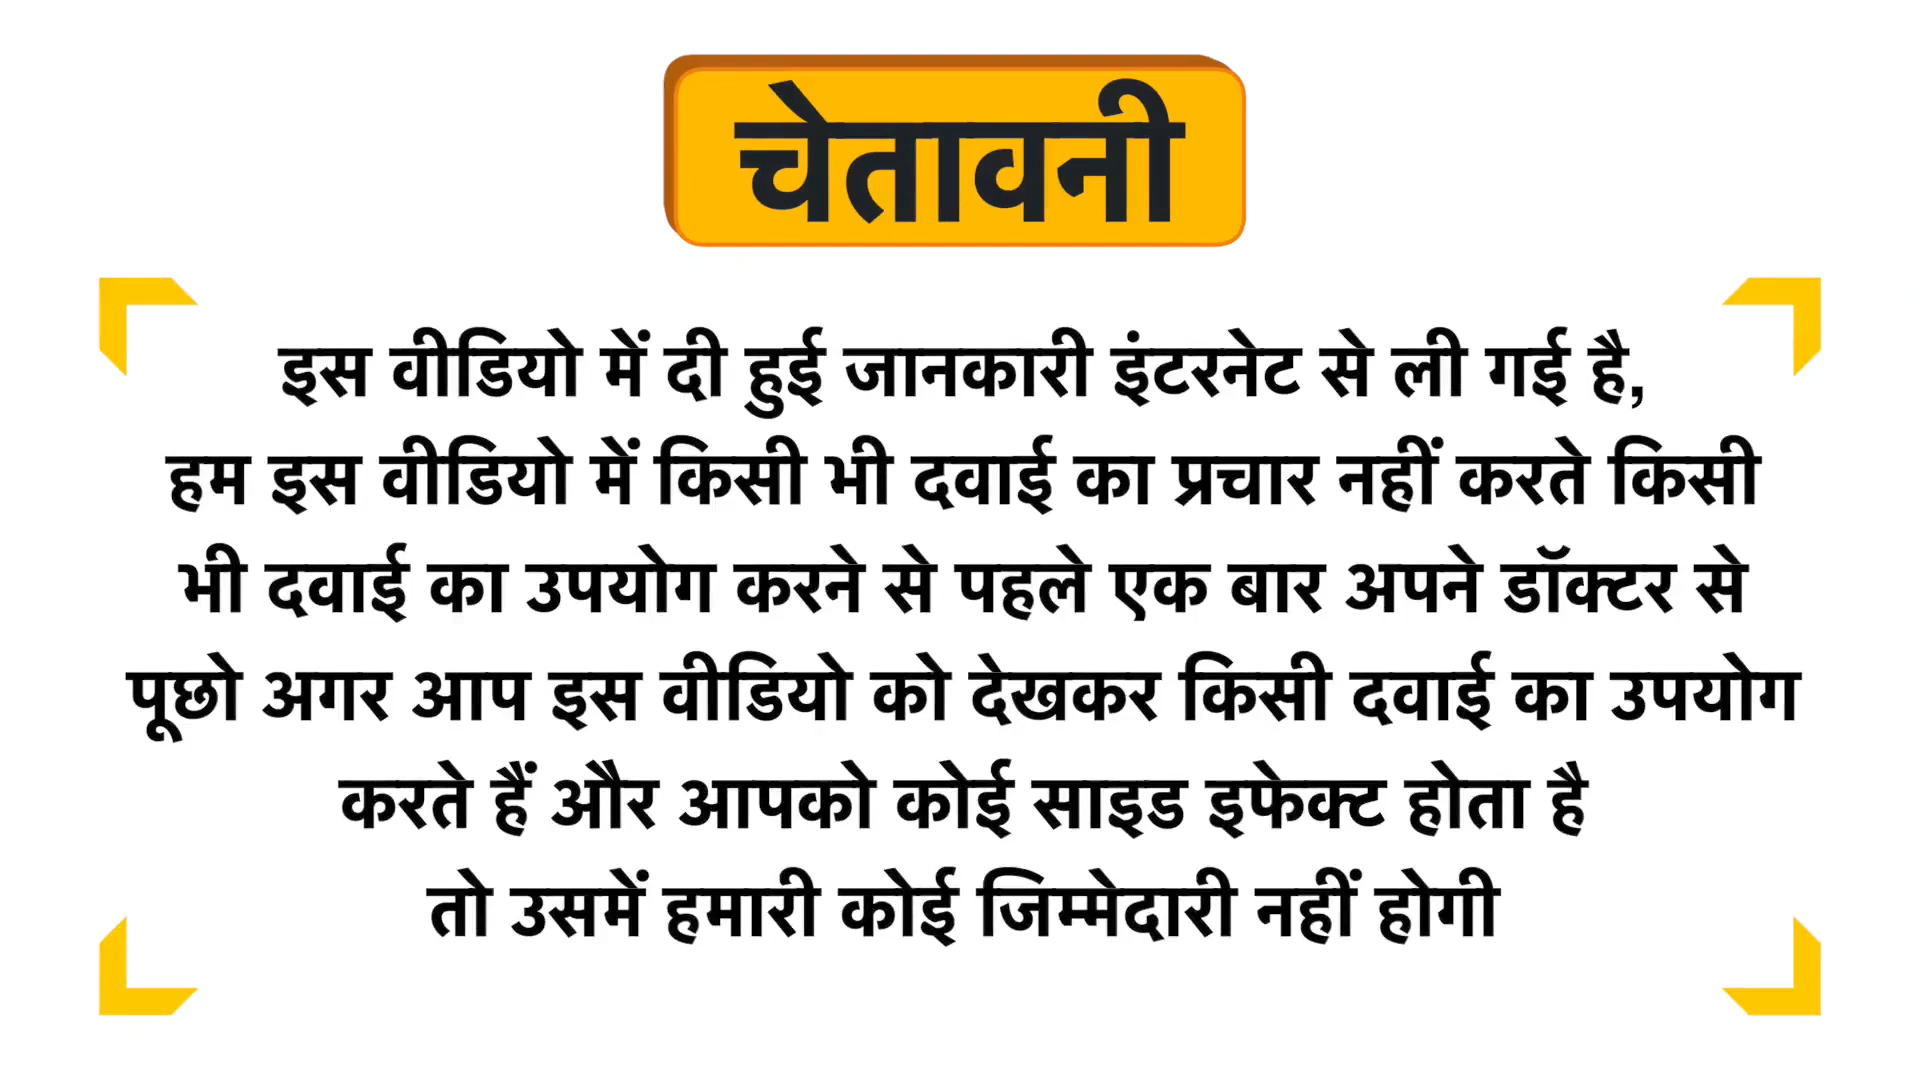 चेतावनी
इस वीडियो में दी हुई जानकारी इंटरनेट से ली गई है,
हम इस वीडियो में किसी भी दवाई का प्रचार नहीं करते किसी
भी दवाई का उपयोग करने से पहले एक बार अपने डॉक्टर से
पूछो अगर आप इस वीडियो को देखकर किसी दवाई का उपयोग
करते हैं और आपको कोई साइड इफेक्ट होता है
तो उसमें हमारी कोई जिम्मेदारी नहीं होगी